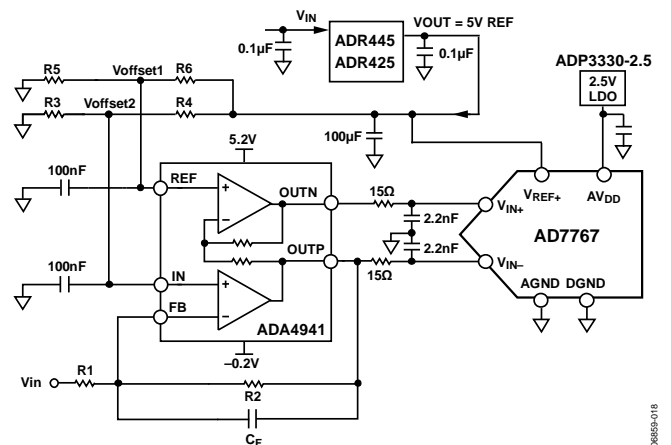 VIN
VOUT = 5V REF
ADR445
ADR425
0.1µF
0.1µF
ADP3330-2.5
2.5V
LDO
R5
Voffset1
R6
R3
Voffset2
R4
100µF
5.2V
100nF
REF
OUTN
15Ω
VREF+
AVDD
VIN+
2.2nF
2.2nF
AD7767
OUTP
15Ω
VIN–
100nF
IN
FB
AGND
DGND
ADA4941
–0.2V
Vin
R1
R2
CF